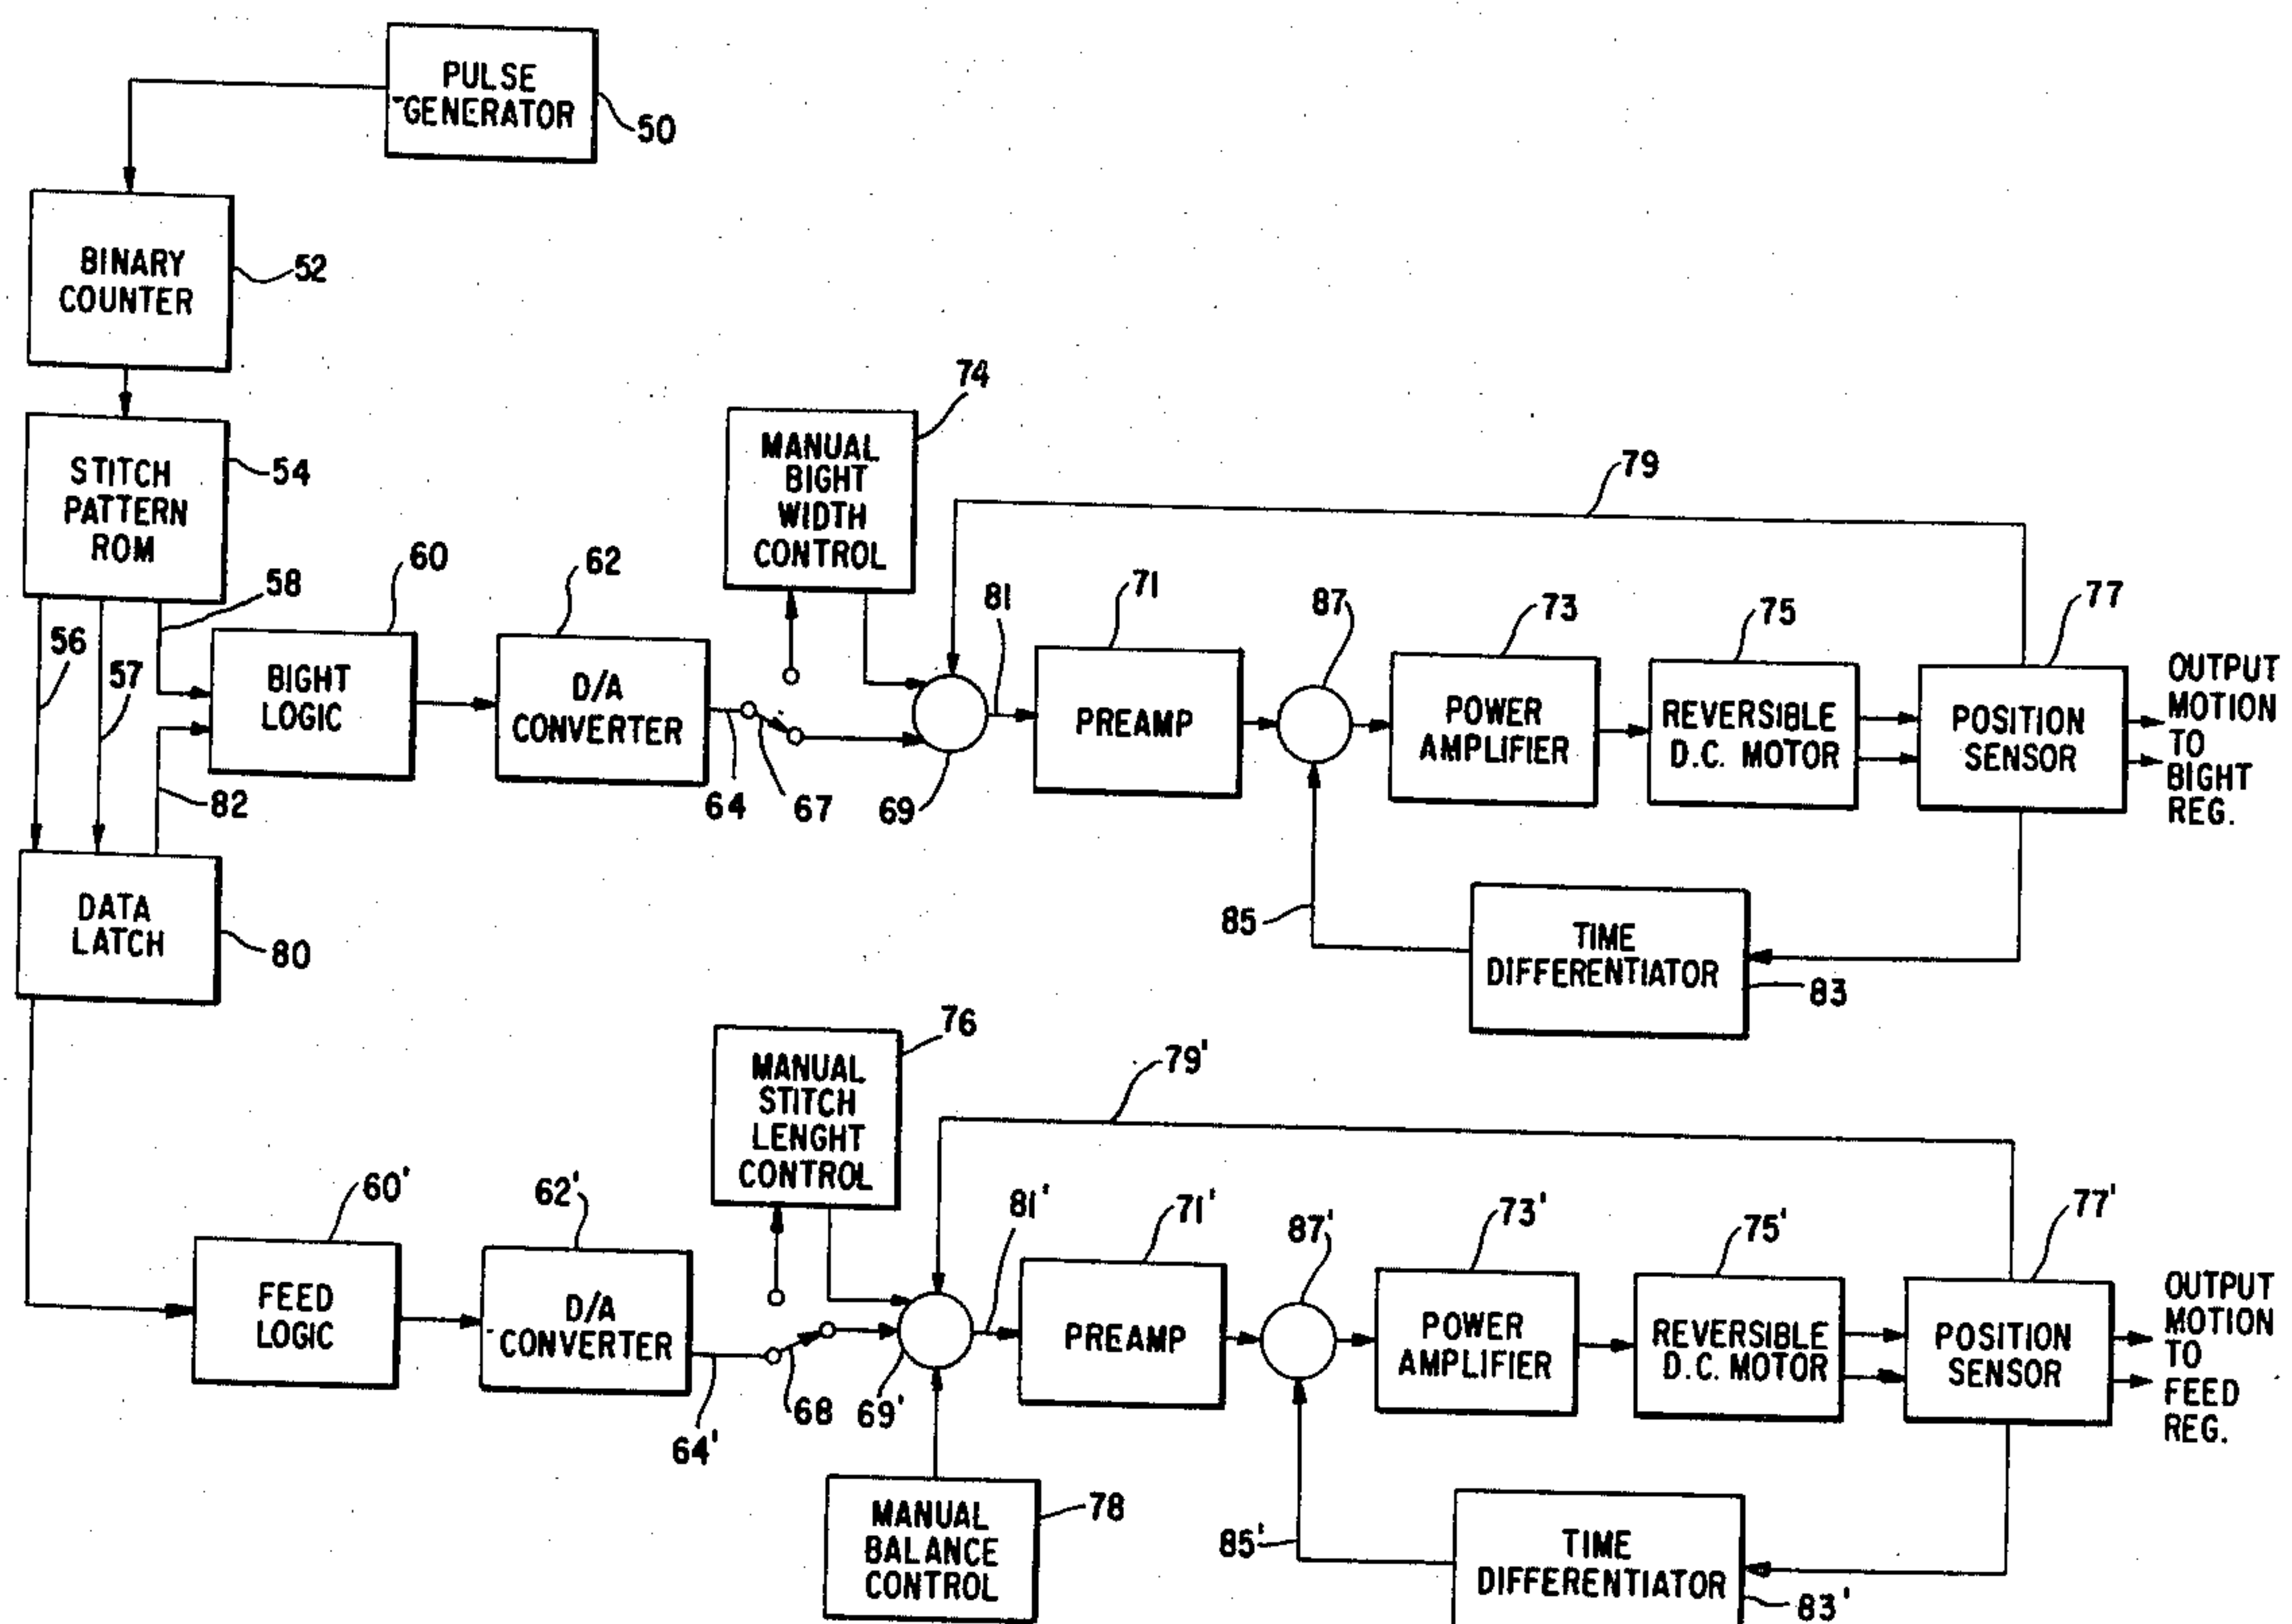 PULSE
GENERATOR
50
BINARY
COUNTER
52
STITCH
PATTERN
ROM
54
58
56
57
BIGHT
LOGIC
60
82
D/A
CONVERTER
62
64
67
MANUAL
BIGHT
WIDTH
CONTROL
74
69
79
81
PREAMP
71
87
POWER
AMPLIFIER
73
REVERSIBLE
D.C. MOTOR
75
POSITION
SENSOR
77
OUTPUT
MOTION
TO
BIGHT
REG.
DATA
LATCH
80
85
TIME
DIFFERENTIATOR
83
MANUAL
STITCH
LENGHT
CONTROL
76
79'
FEED
LOGIC
60'
D/A
CONVERTER
62'
64'
68
69'
81'
PREAMP
71'
87'
POWER
AMPLIFIER
73'
REVERSIBLE
D.C. MOTOR
75'
POSITION
SENSOR
77'
OUTPUT
MOTION
TO
FEED
REG.
MANUAL
BALANCE
CONTROL
78
85'
TIME
DIFFERENTIATOR
83'